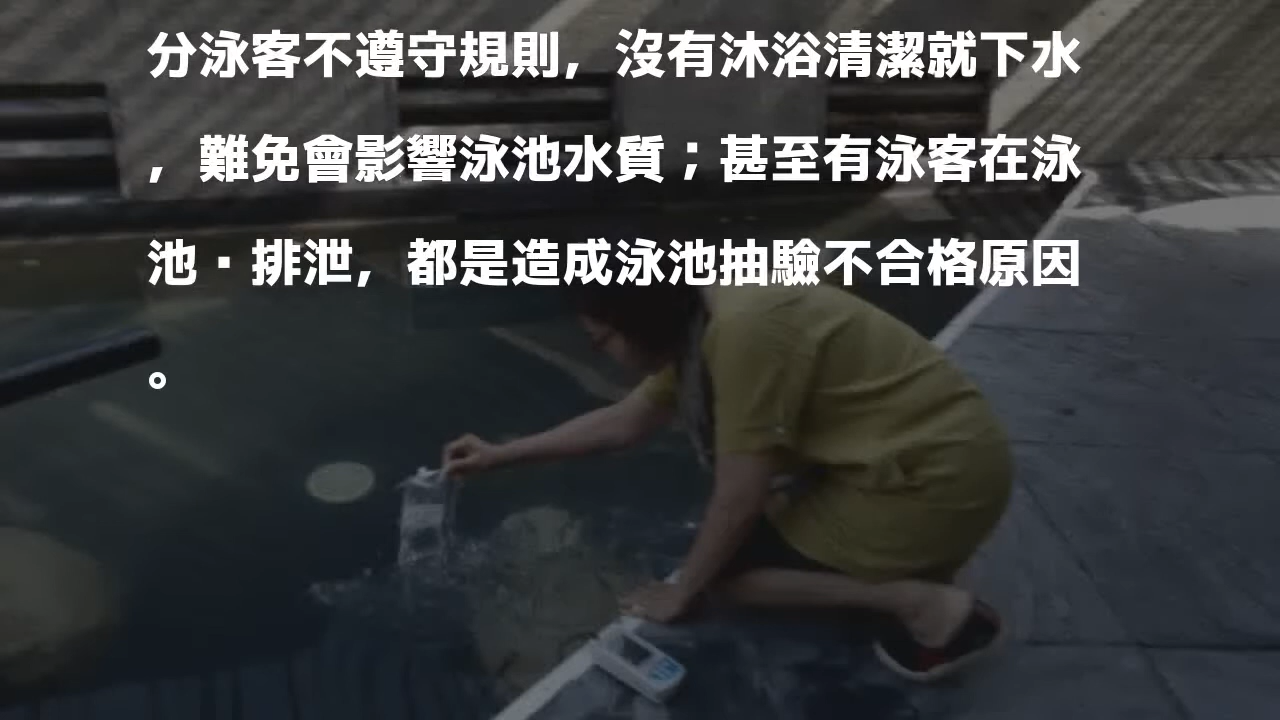 分泳客不遵守規則，沒有沐浴清潔就下水
，難免會影響泳池水質；甚至有泳客在泳
池▪排泄，都是造成泳池抽驗不合格原因
。